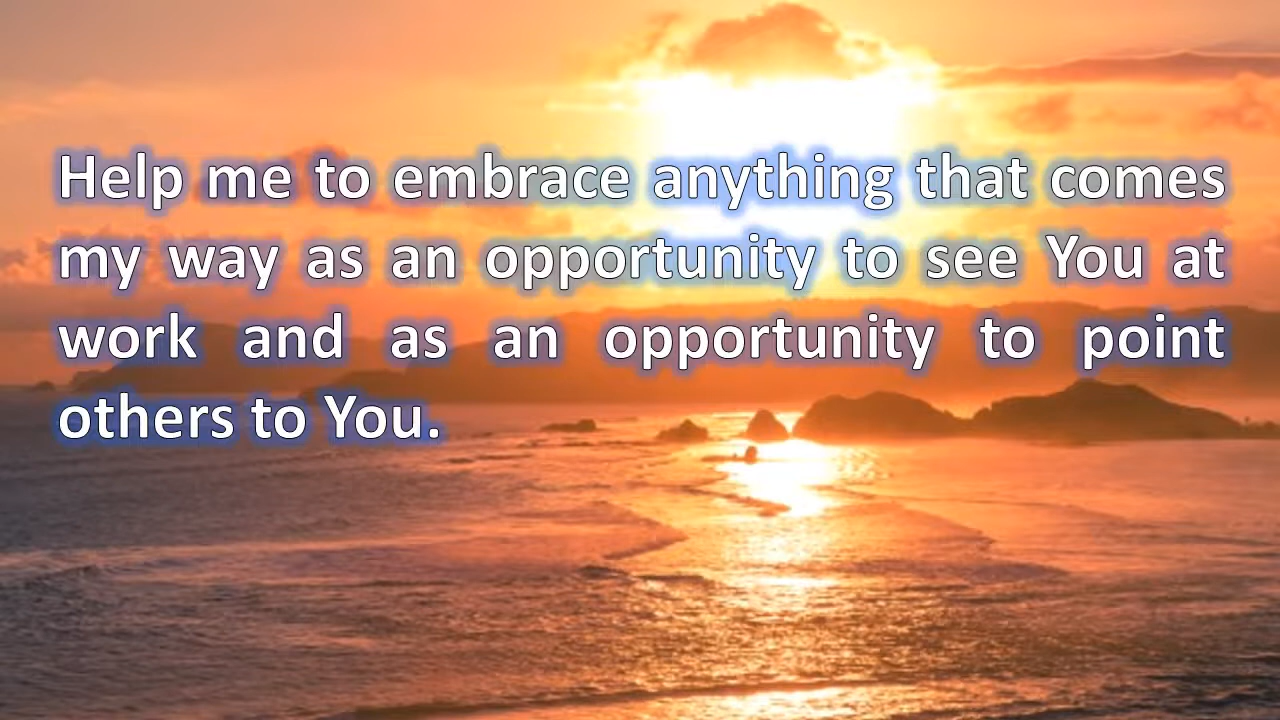 Help me to embrace anything that comes
my way as an opportunity to see You at
work and as an opportunity to point
others to You.